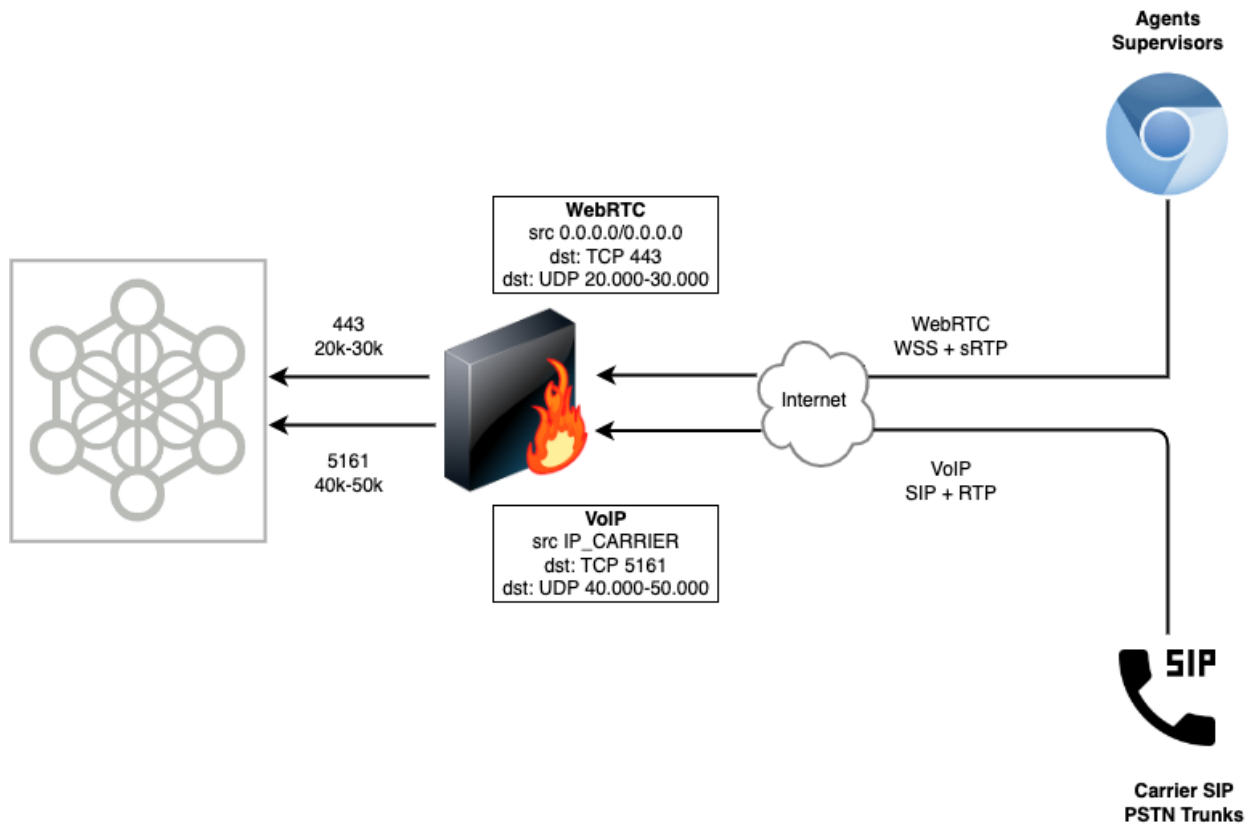 Agents
Supervisors
WebRTC
src 0.0.0.0/0.0.0.0
dst: TCP 443
dst: UDP 20.000-30.000
443
20k-30k
WebRTC
WSS + sRTP
Internet
5161
40k-50k
VoIP
SIP + RTP
VoIP
src IP_CARRIER
dst: TCP 5161
dst: UDP 40.000-50.000
SIP
Carrier SIP
PSTN Trunks